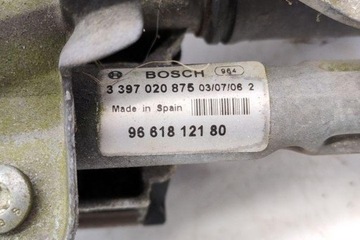 BOSCH 964
3 397 020 875 03/07/06 2
Made in Spain
96 618 121 80